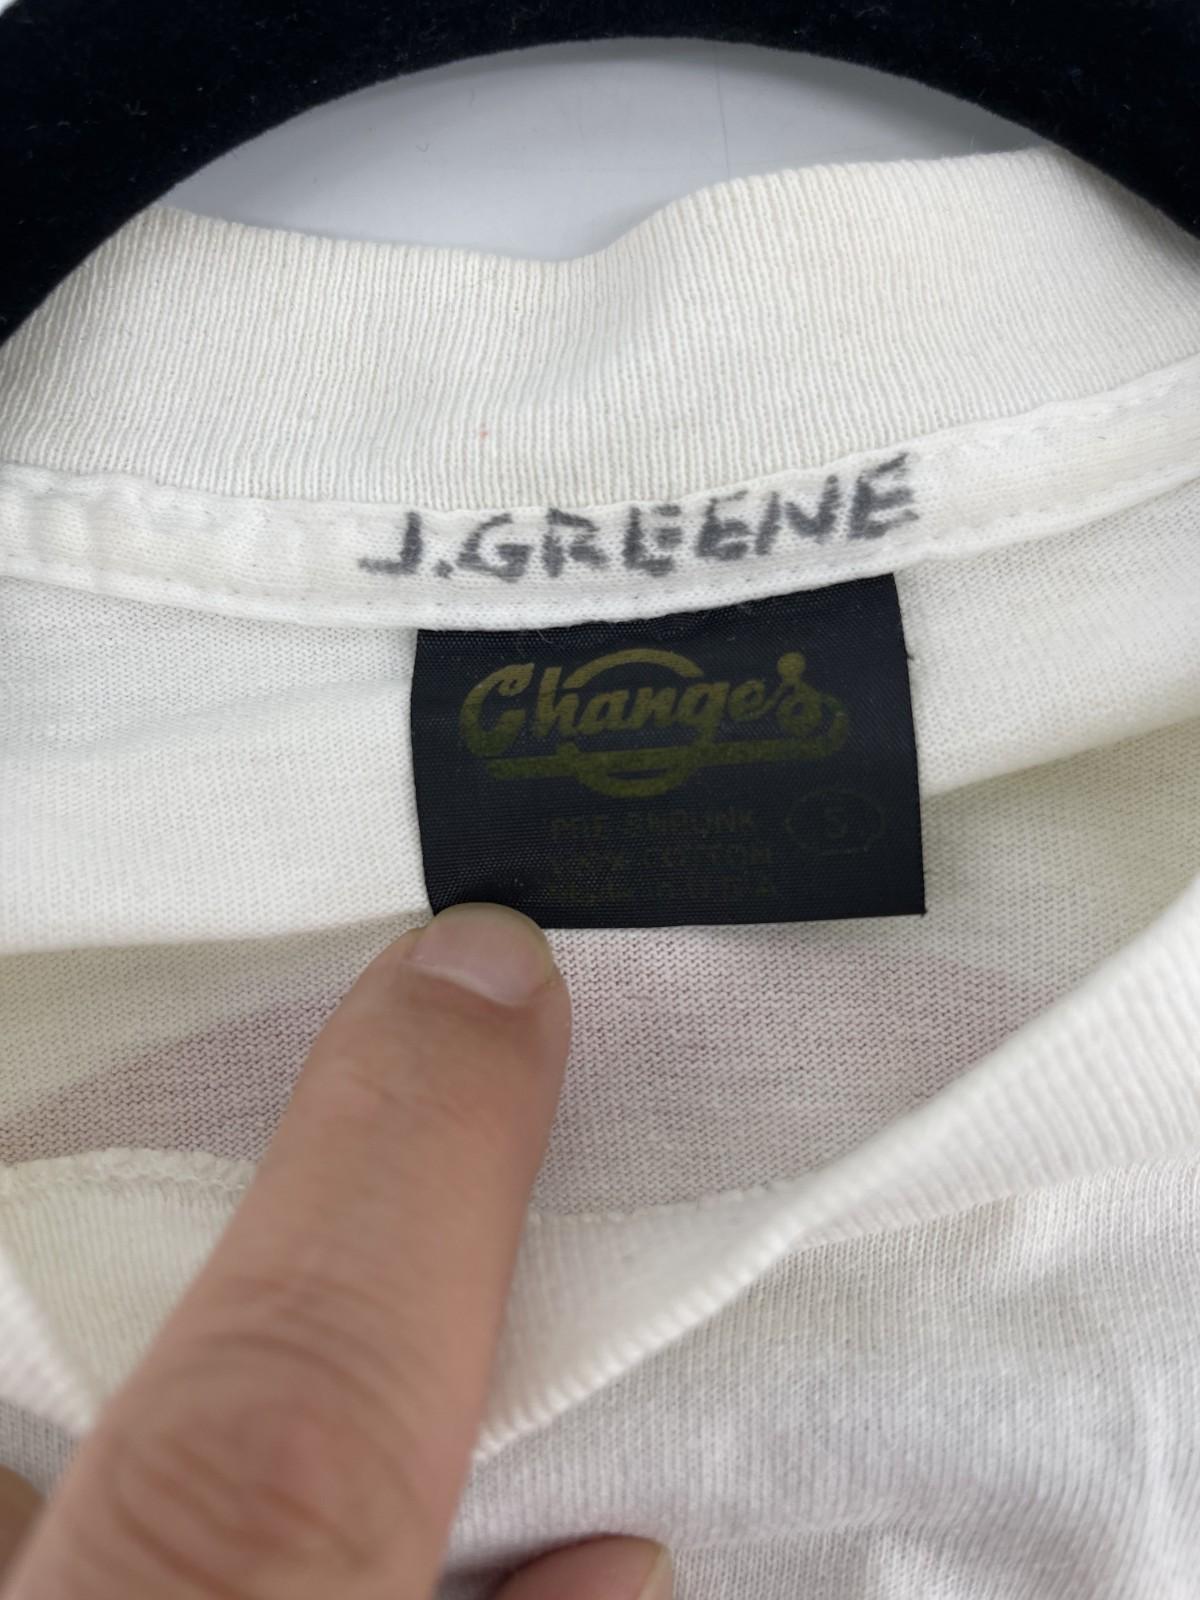 J. GREENE
Changes
PRE-SHRUNK
S
100% COTTON
MADE IN U.S.A.